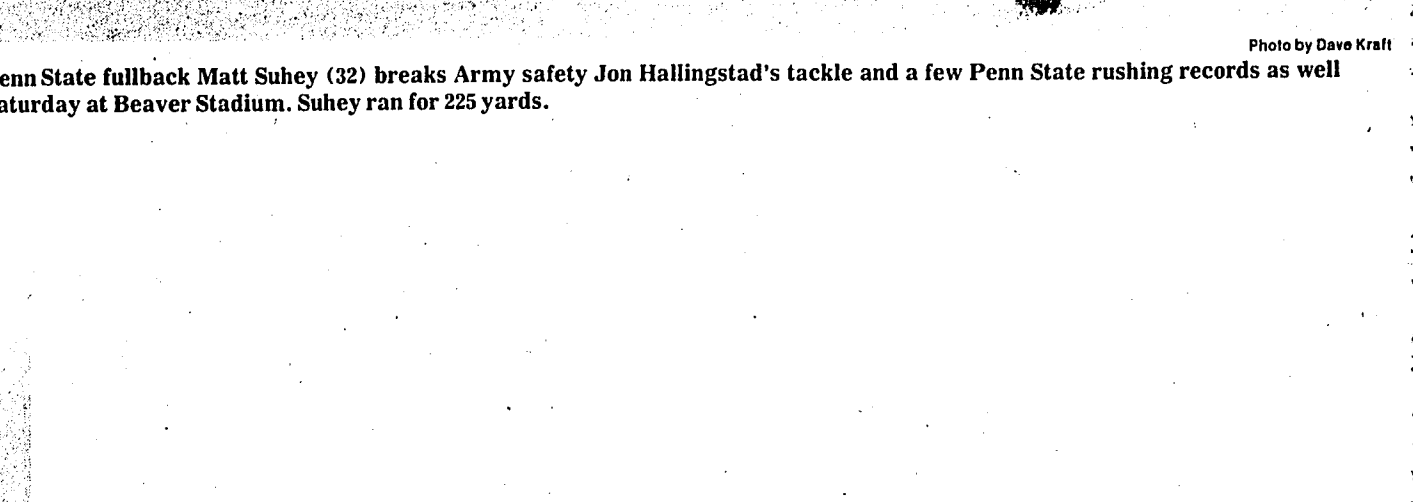 Photo by Dave Kraft
enn State fullback Matt Suhey (32) breaks Army safety Jon Hallingstad's tackle and a few Penn State rushing records as well
aturday at Beaver Stadium. Suhey ran for 225 yards.